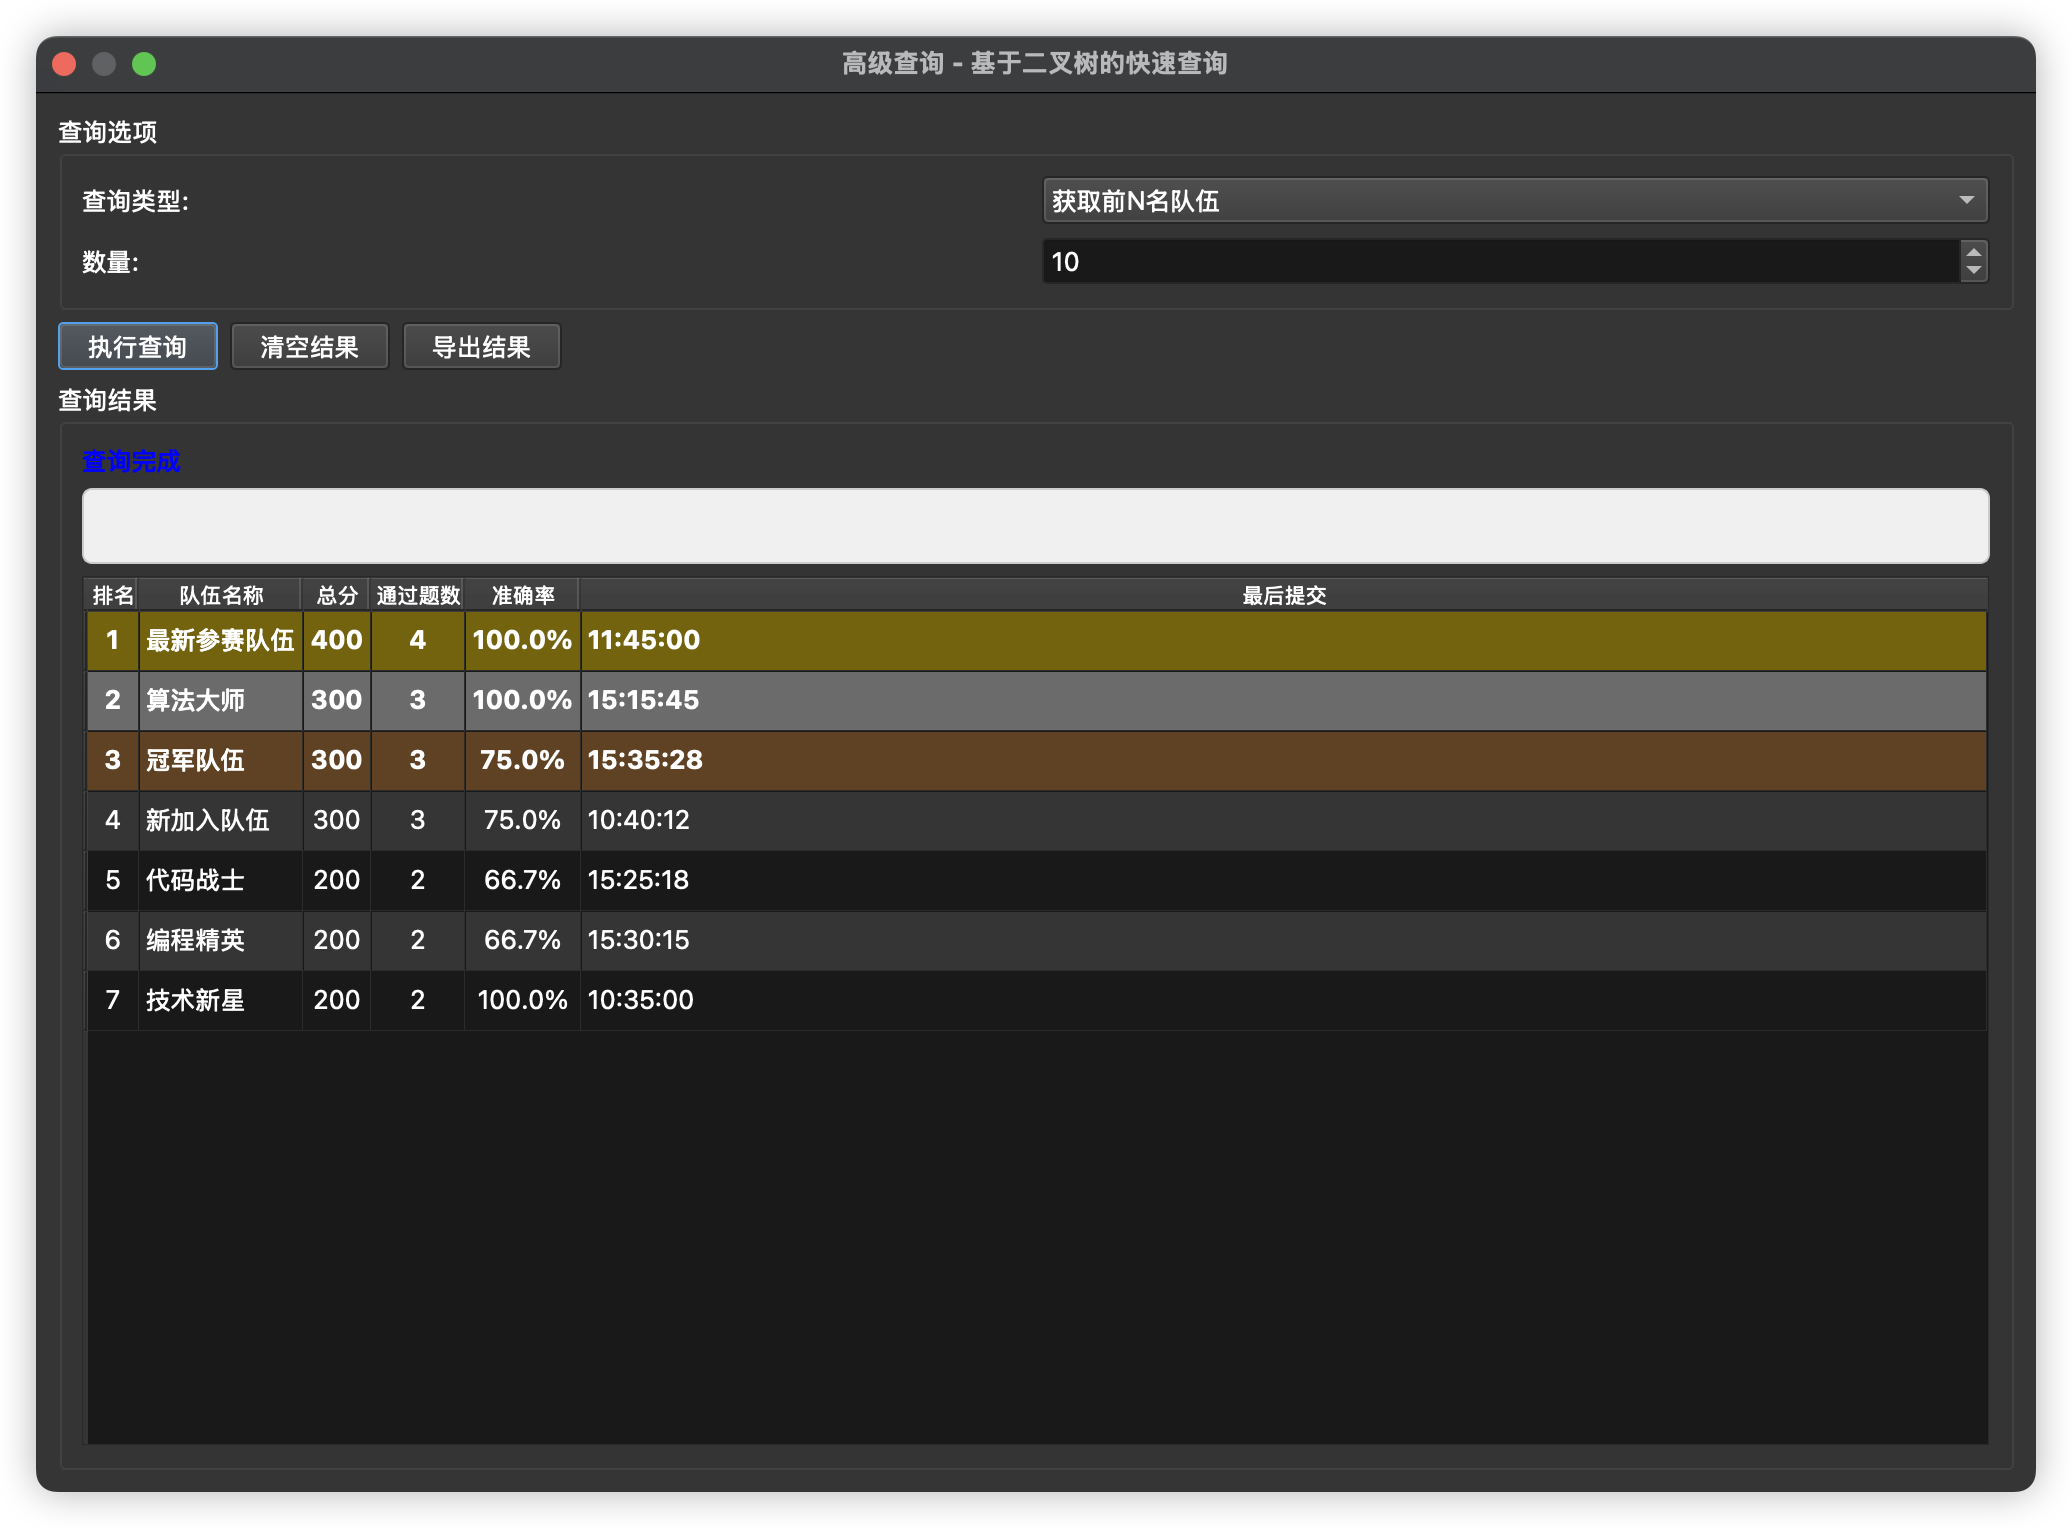 高级查询 - 基于二叉树的快速查询
查询选项
查询类型: 获取前N名队伍
数量: 10
执行查询 清空结果 导出结果
查询结果
查询完成
排名 队伍名称 总分 通过题数 准确率 最后提交
1 最新参赛队伍 400 4 100.0% 11:45:00
2 算法大师 300 3 100.0% 15:15:45
3 冠军队伍 300 3 75.0% 15:35:28
4 新加入队伍 300 3 75.0% 10:40:12
5 代码战士 200 2 66.7% 15:25:18
6 编程精英 200 2 66.7% 15:30:15
7 技术新星 200 2 100.0% 10:35:00